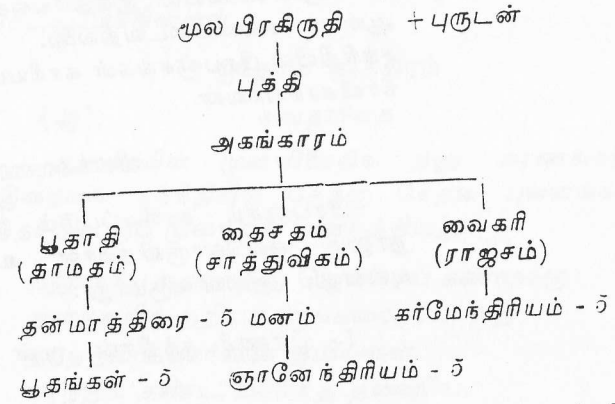 மூல பிரகிருதி + புருடன்
புத்தி
அகங்காரம்
பூதாதி தைசதம் வைகரி
(தாமதம்) (சாத்துவிகம்) (ராஜசம்)
தன்மாத்திரை - 5 மனம் கர்மேந்திரியம் - 5
பூதங்கள் - 5 ஞானேந்திரியம் - 5